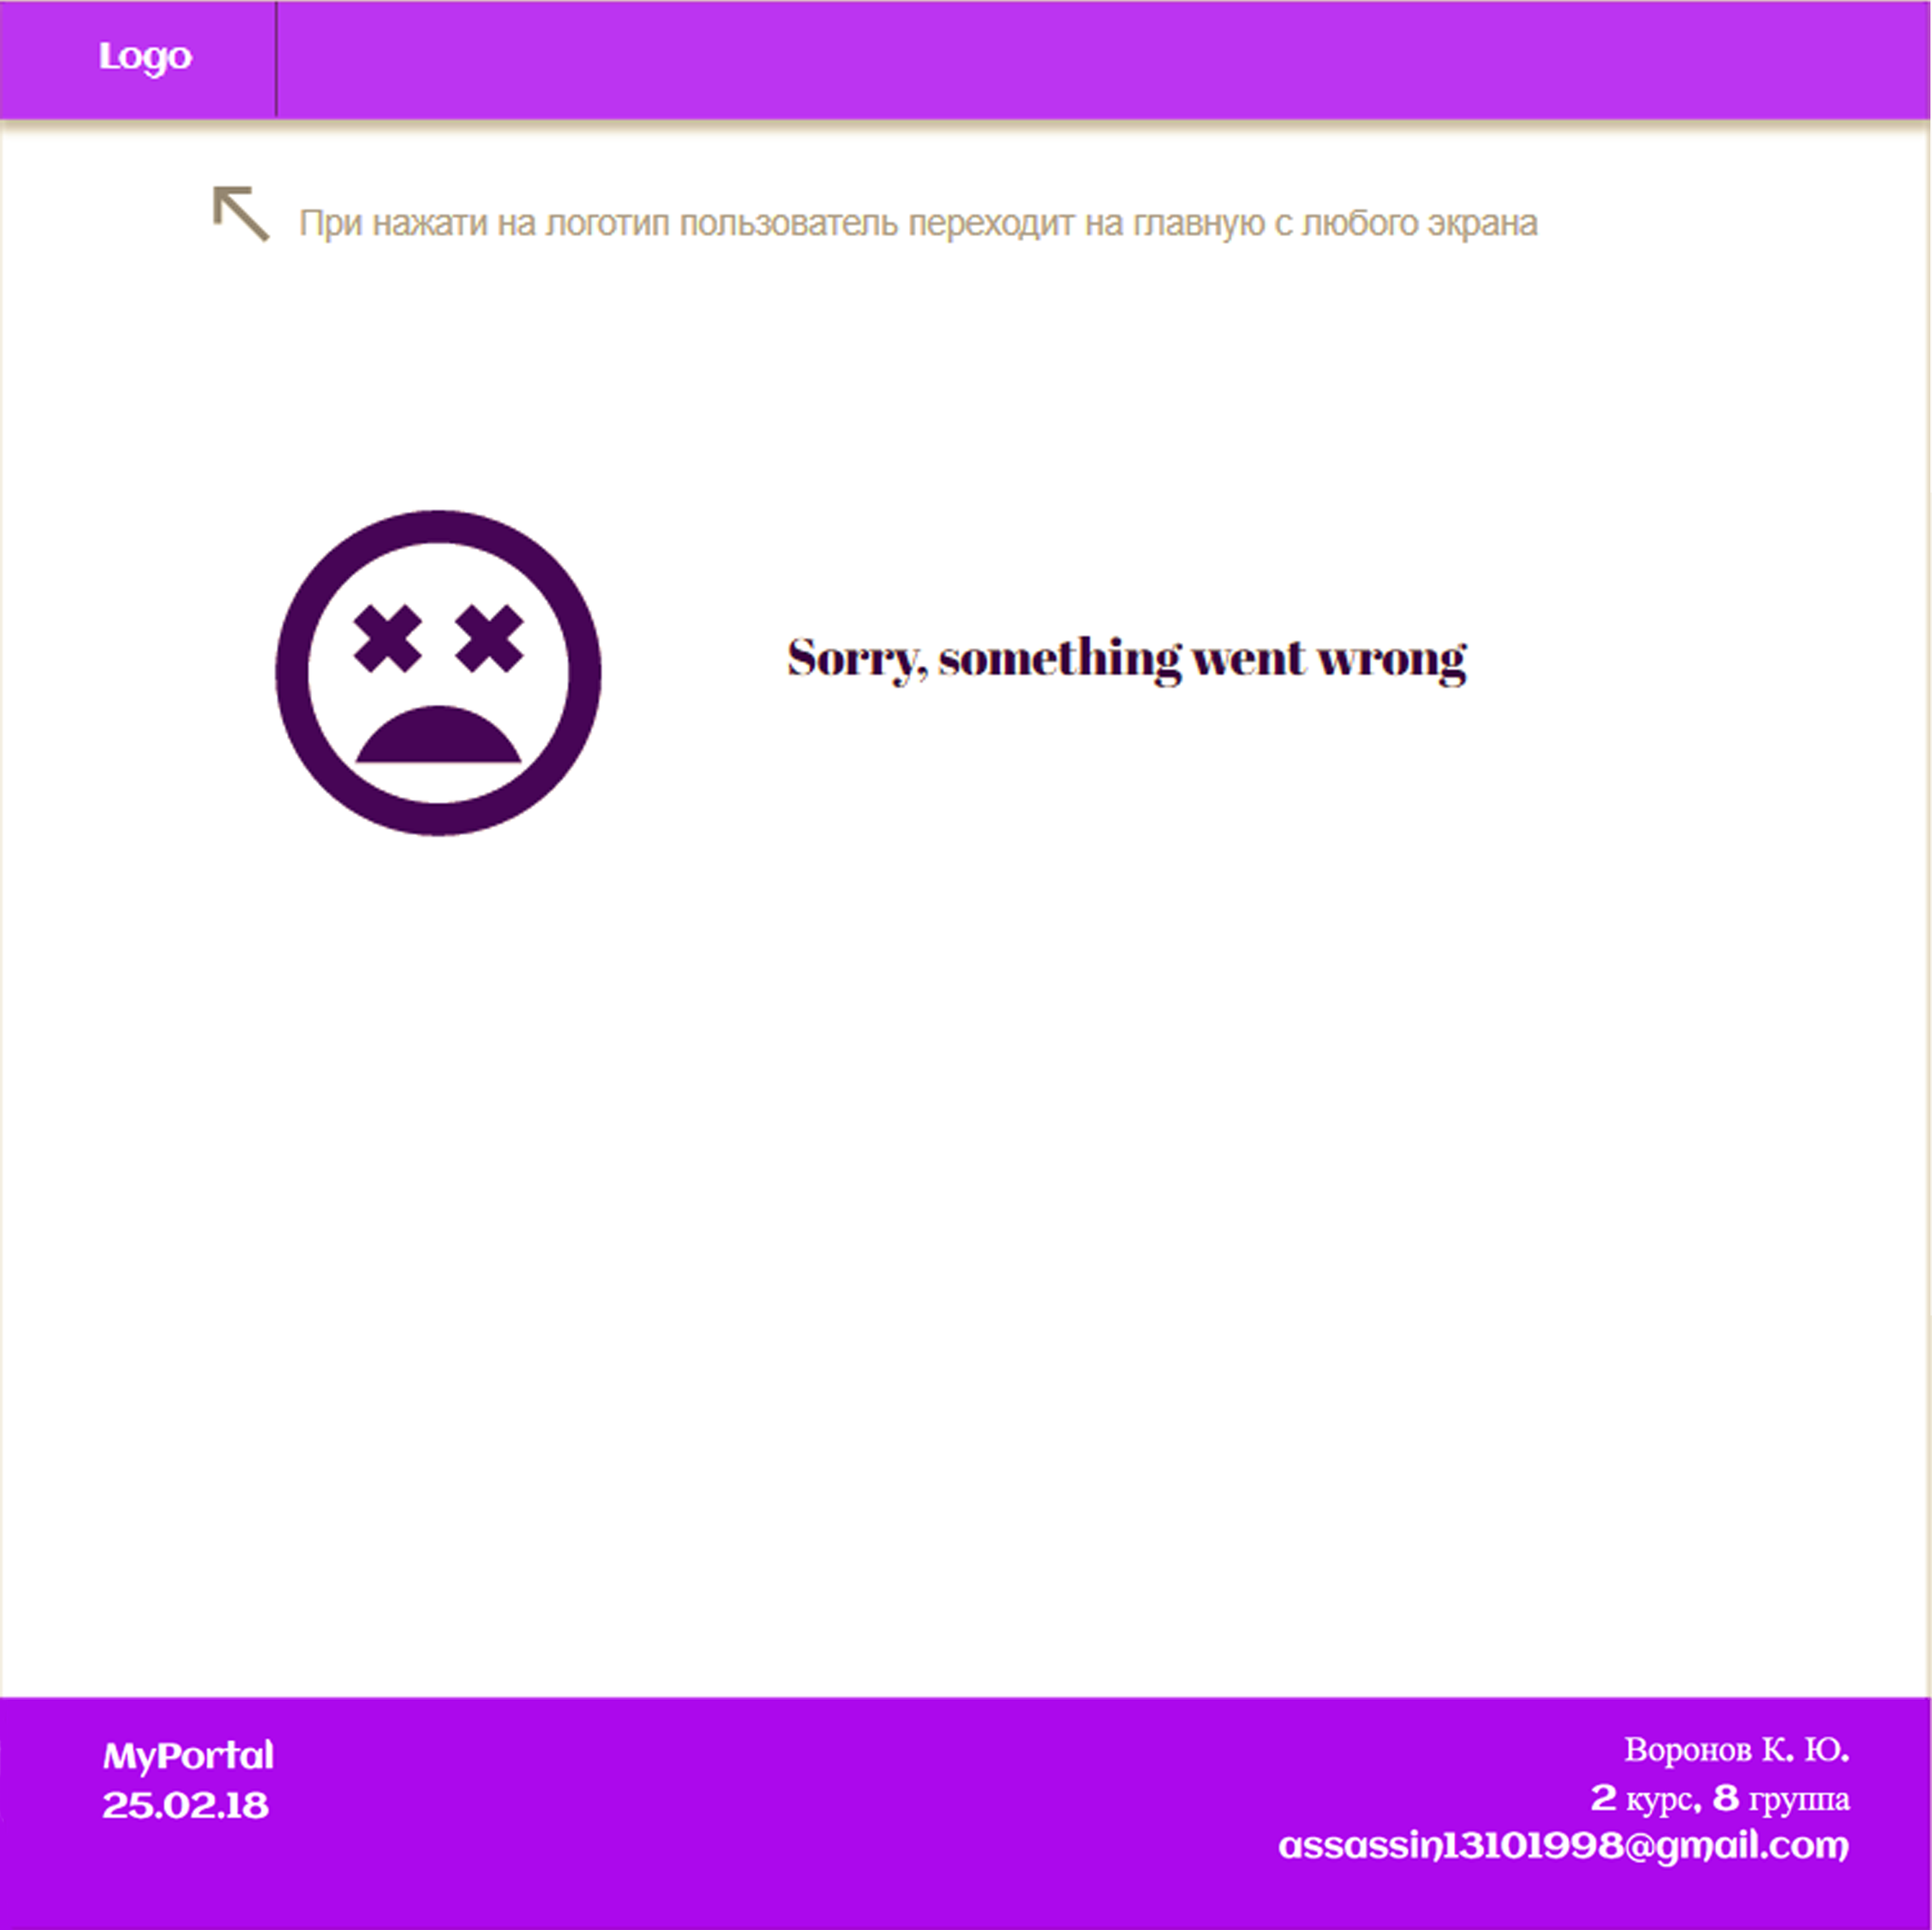 Logo
При нажати на логотип пользователь переходит на главную с любого экрана
Sorry, something went wrong
MyPortal
25.02.18
Воронов К. Ю.
2 курс, 8 группа
assassin13101998@gmail.com